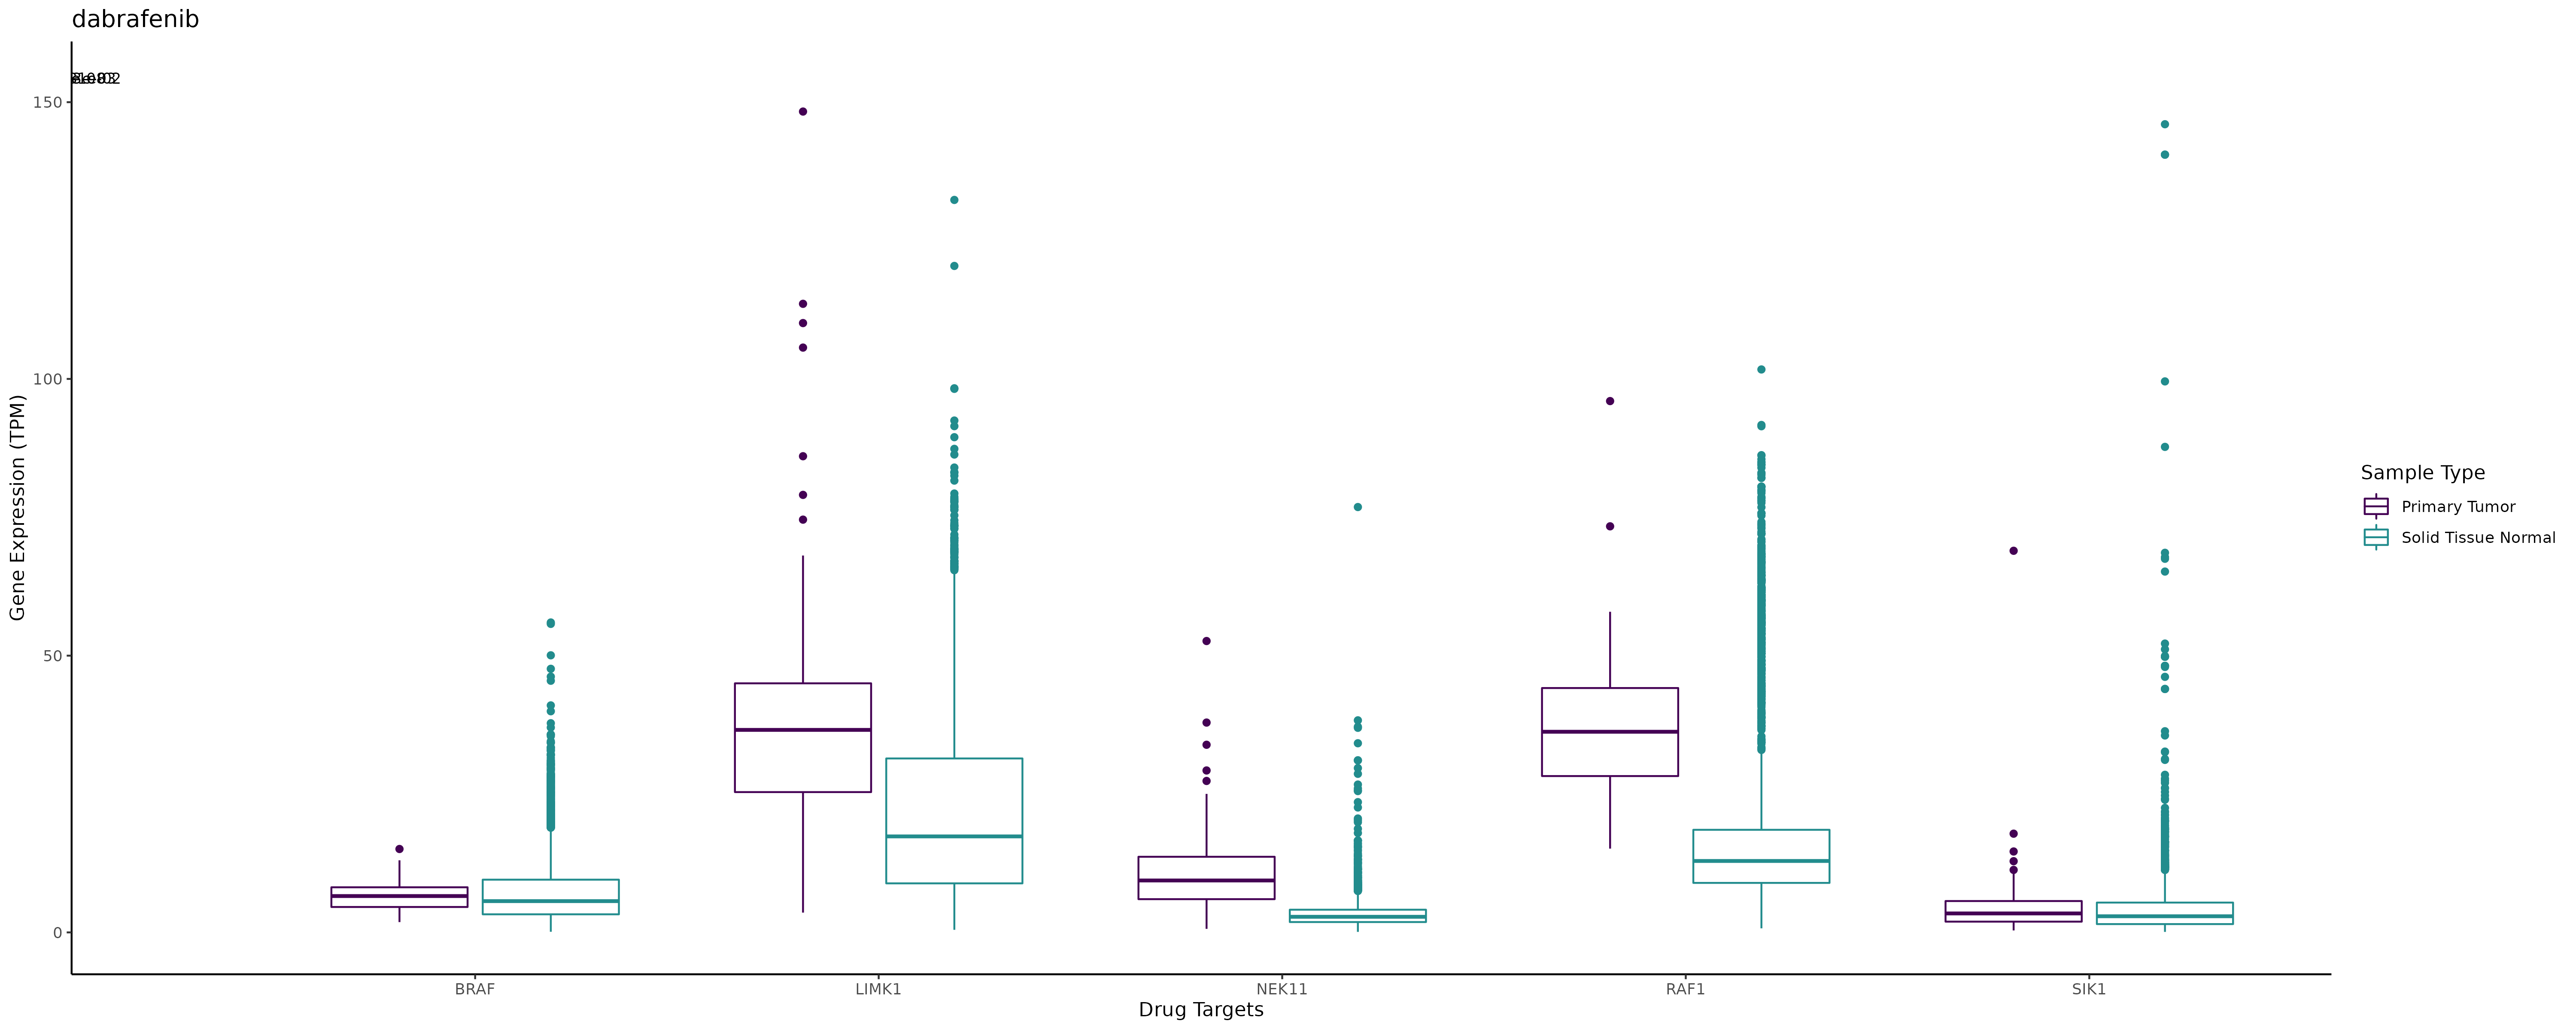 dabrafenib
150
100
50
0
Gene Expression (TPM)
BRAF
LIMK1
NEK11
RAF1
SIK1
Drug Targets
Sample Type
Primary Tumor
Solid Tissue Normal